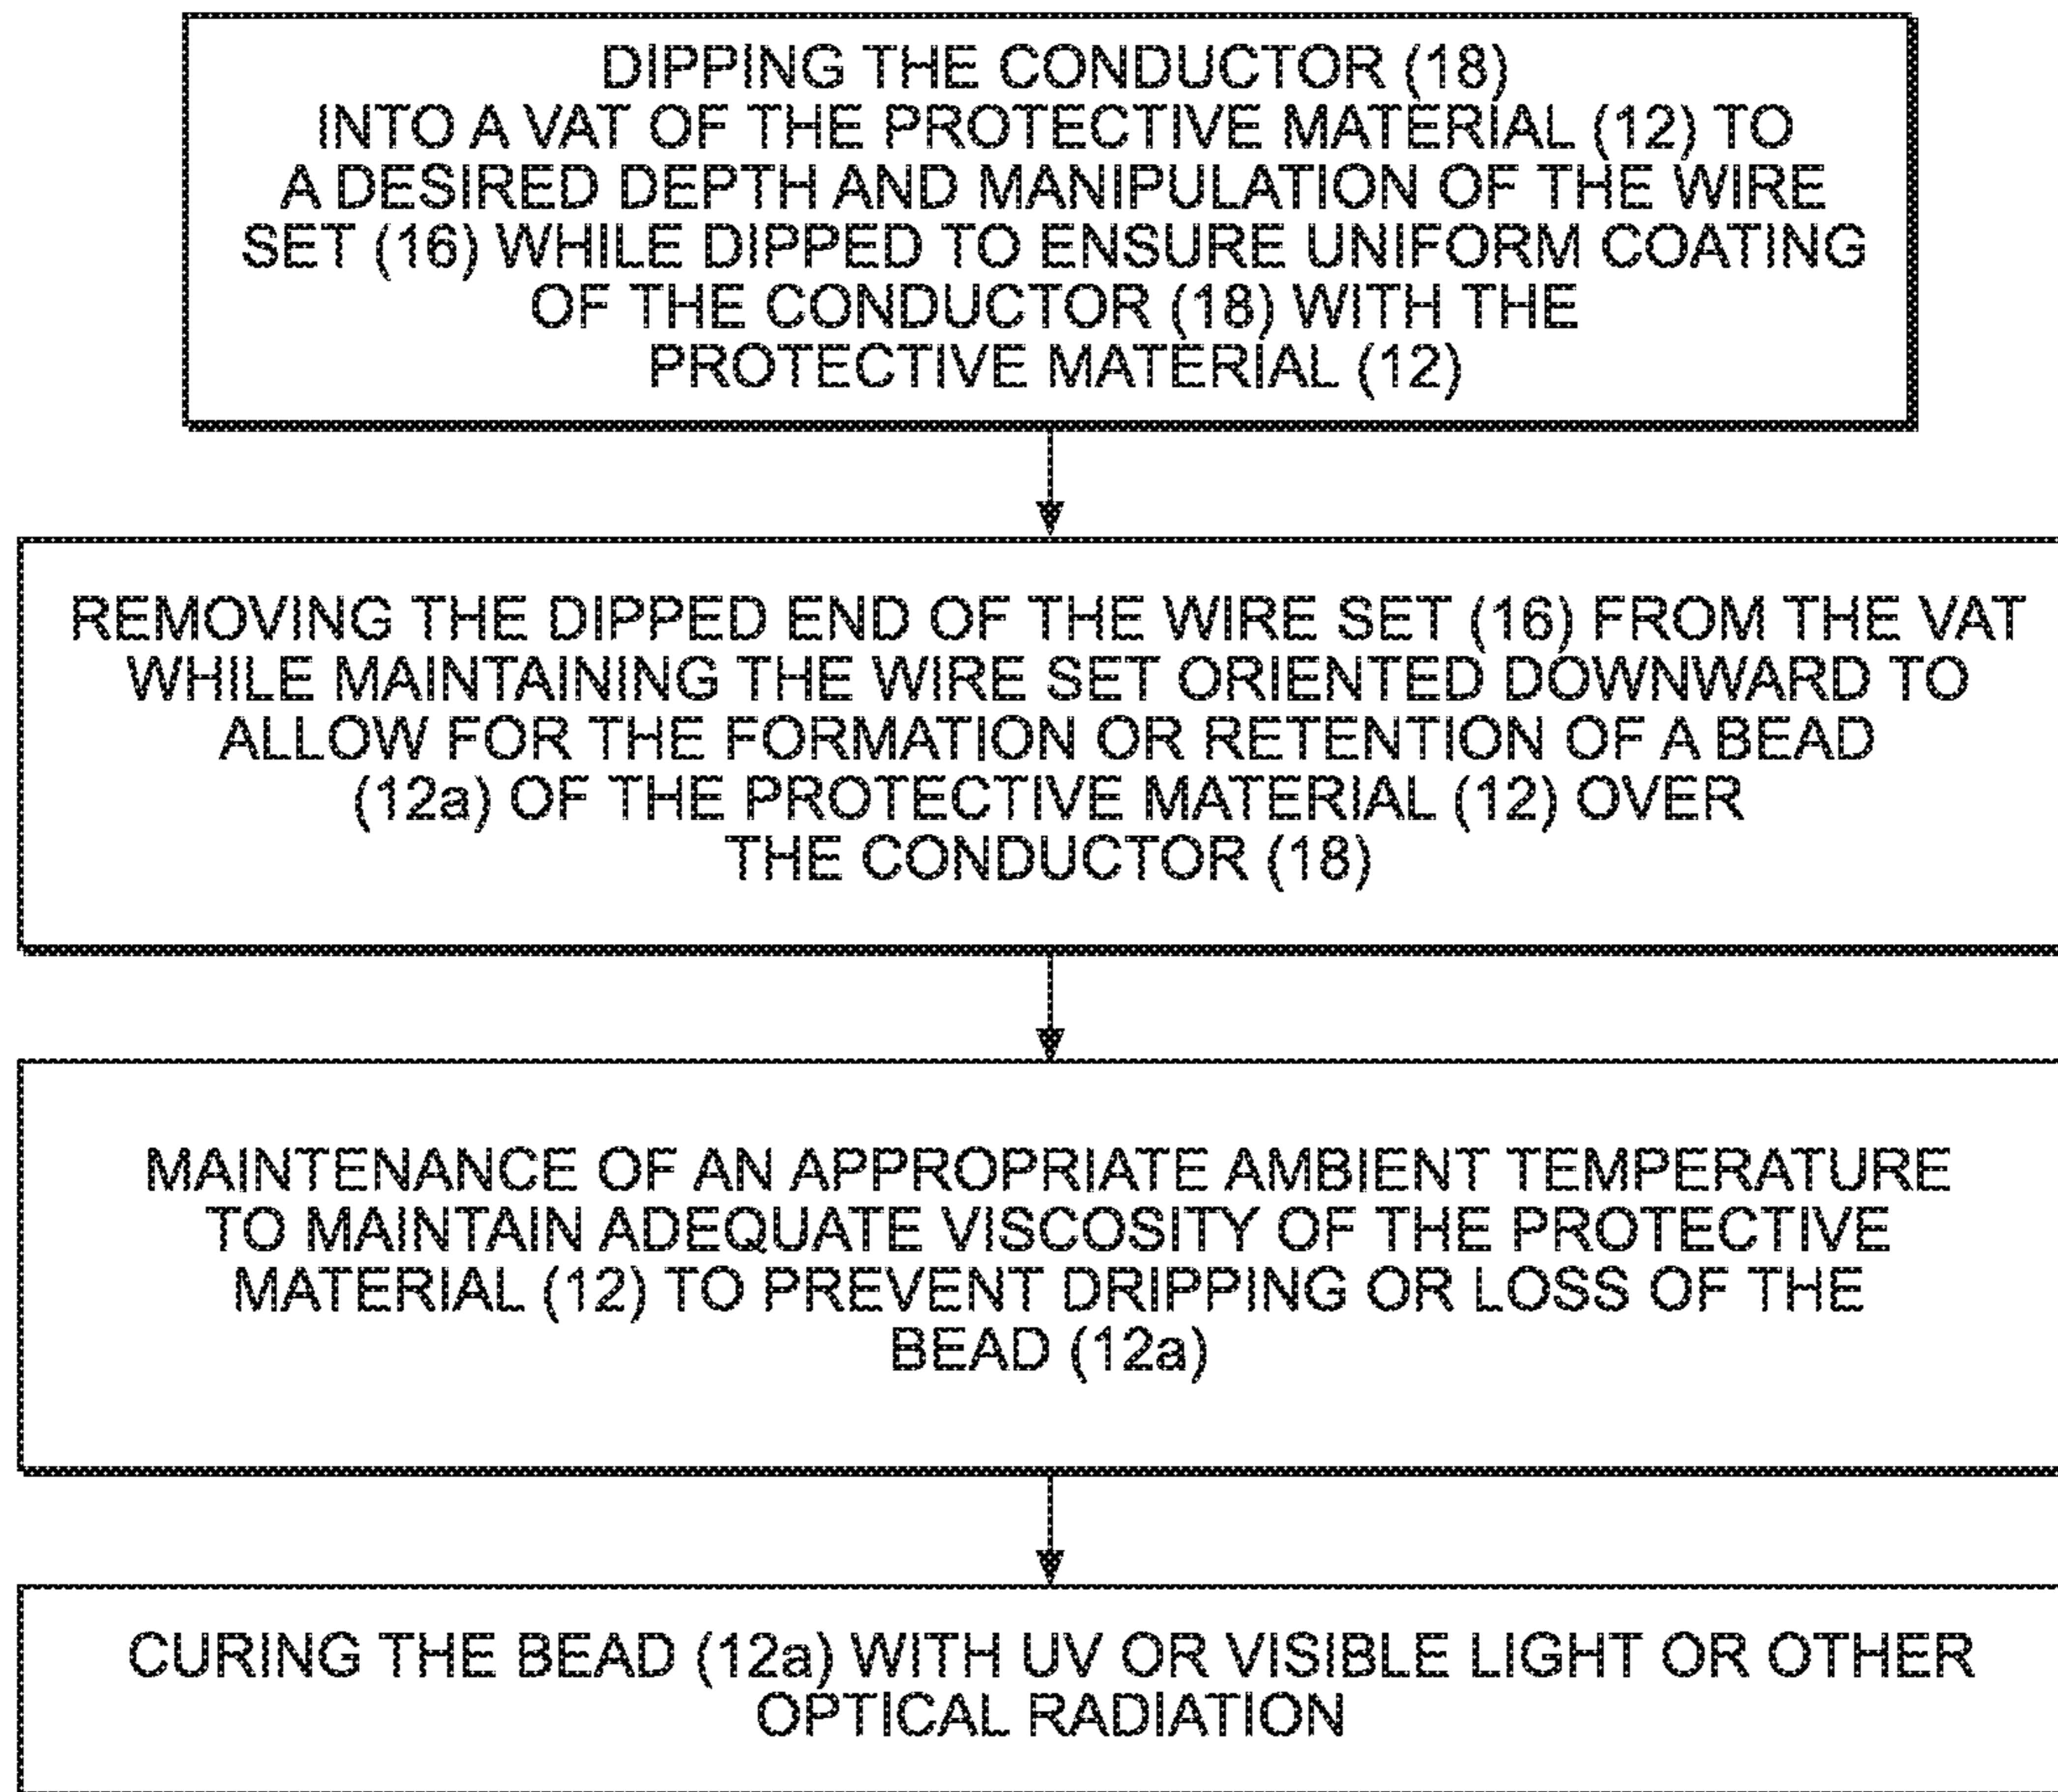 DIPPING THE CONDUCTOR (18)
INTO A VAT OF THE PROTECTIVE MATERIAL (12) TO
A DESIRED DEPTH AND MANIPULATION OF THE WIRE
SET (16) WHILE DIPPED TO ENSURE UNIFORM COATING
OF THE CONDUCTOR (18) WITH THE
PROTECTIVE MATERIAL (12)
REMOVING THE DIPPED END OF THE WIRE SET (16) FROM THE VAT
WHILE MAINTAINING THE WIRE SET ORIENTED DOWNWARD TO
ALLOW FOR THE FORMATION OR RETENTION OF A BEAD
(12a) OF THE PROTECTIVE MATERIAL (12) OVER
THE CONDUCTOR (18)
MAINTENANCE OF AN APPROPRIATE AMBIENT TEMPERATURE
TO MAINTAIN ADEQUATE VISCOSITY OF THE PROTECTIVE
MATERIAL (12) TO PREVENT DRIPPING OR LOSS OF THE
BEAD (12a)
CURING THE BEAD (12a) WITH UV OR VISIBLE LIGHT OR OTHER
OPTICAL RADIATION